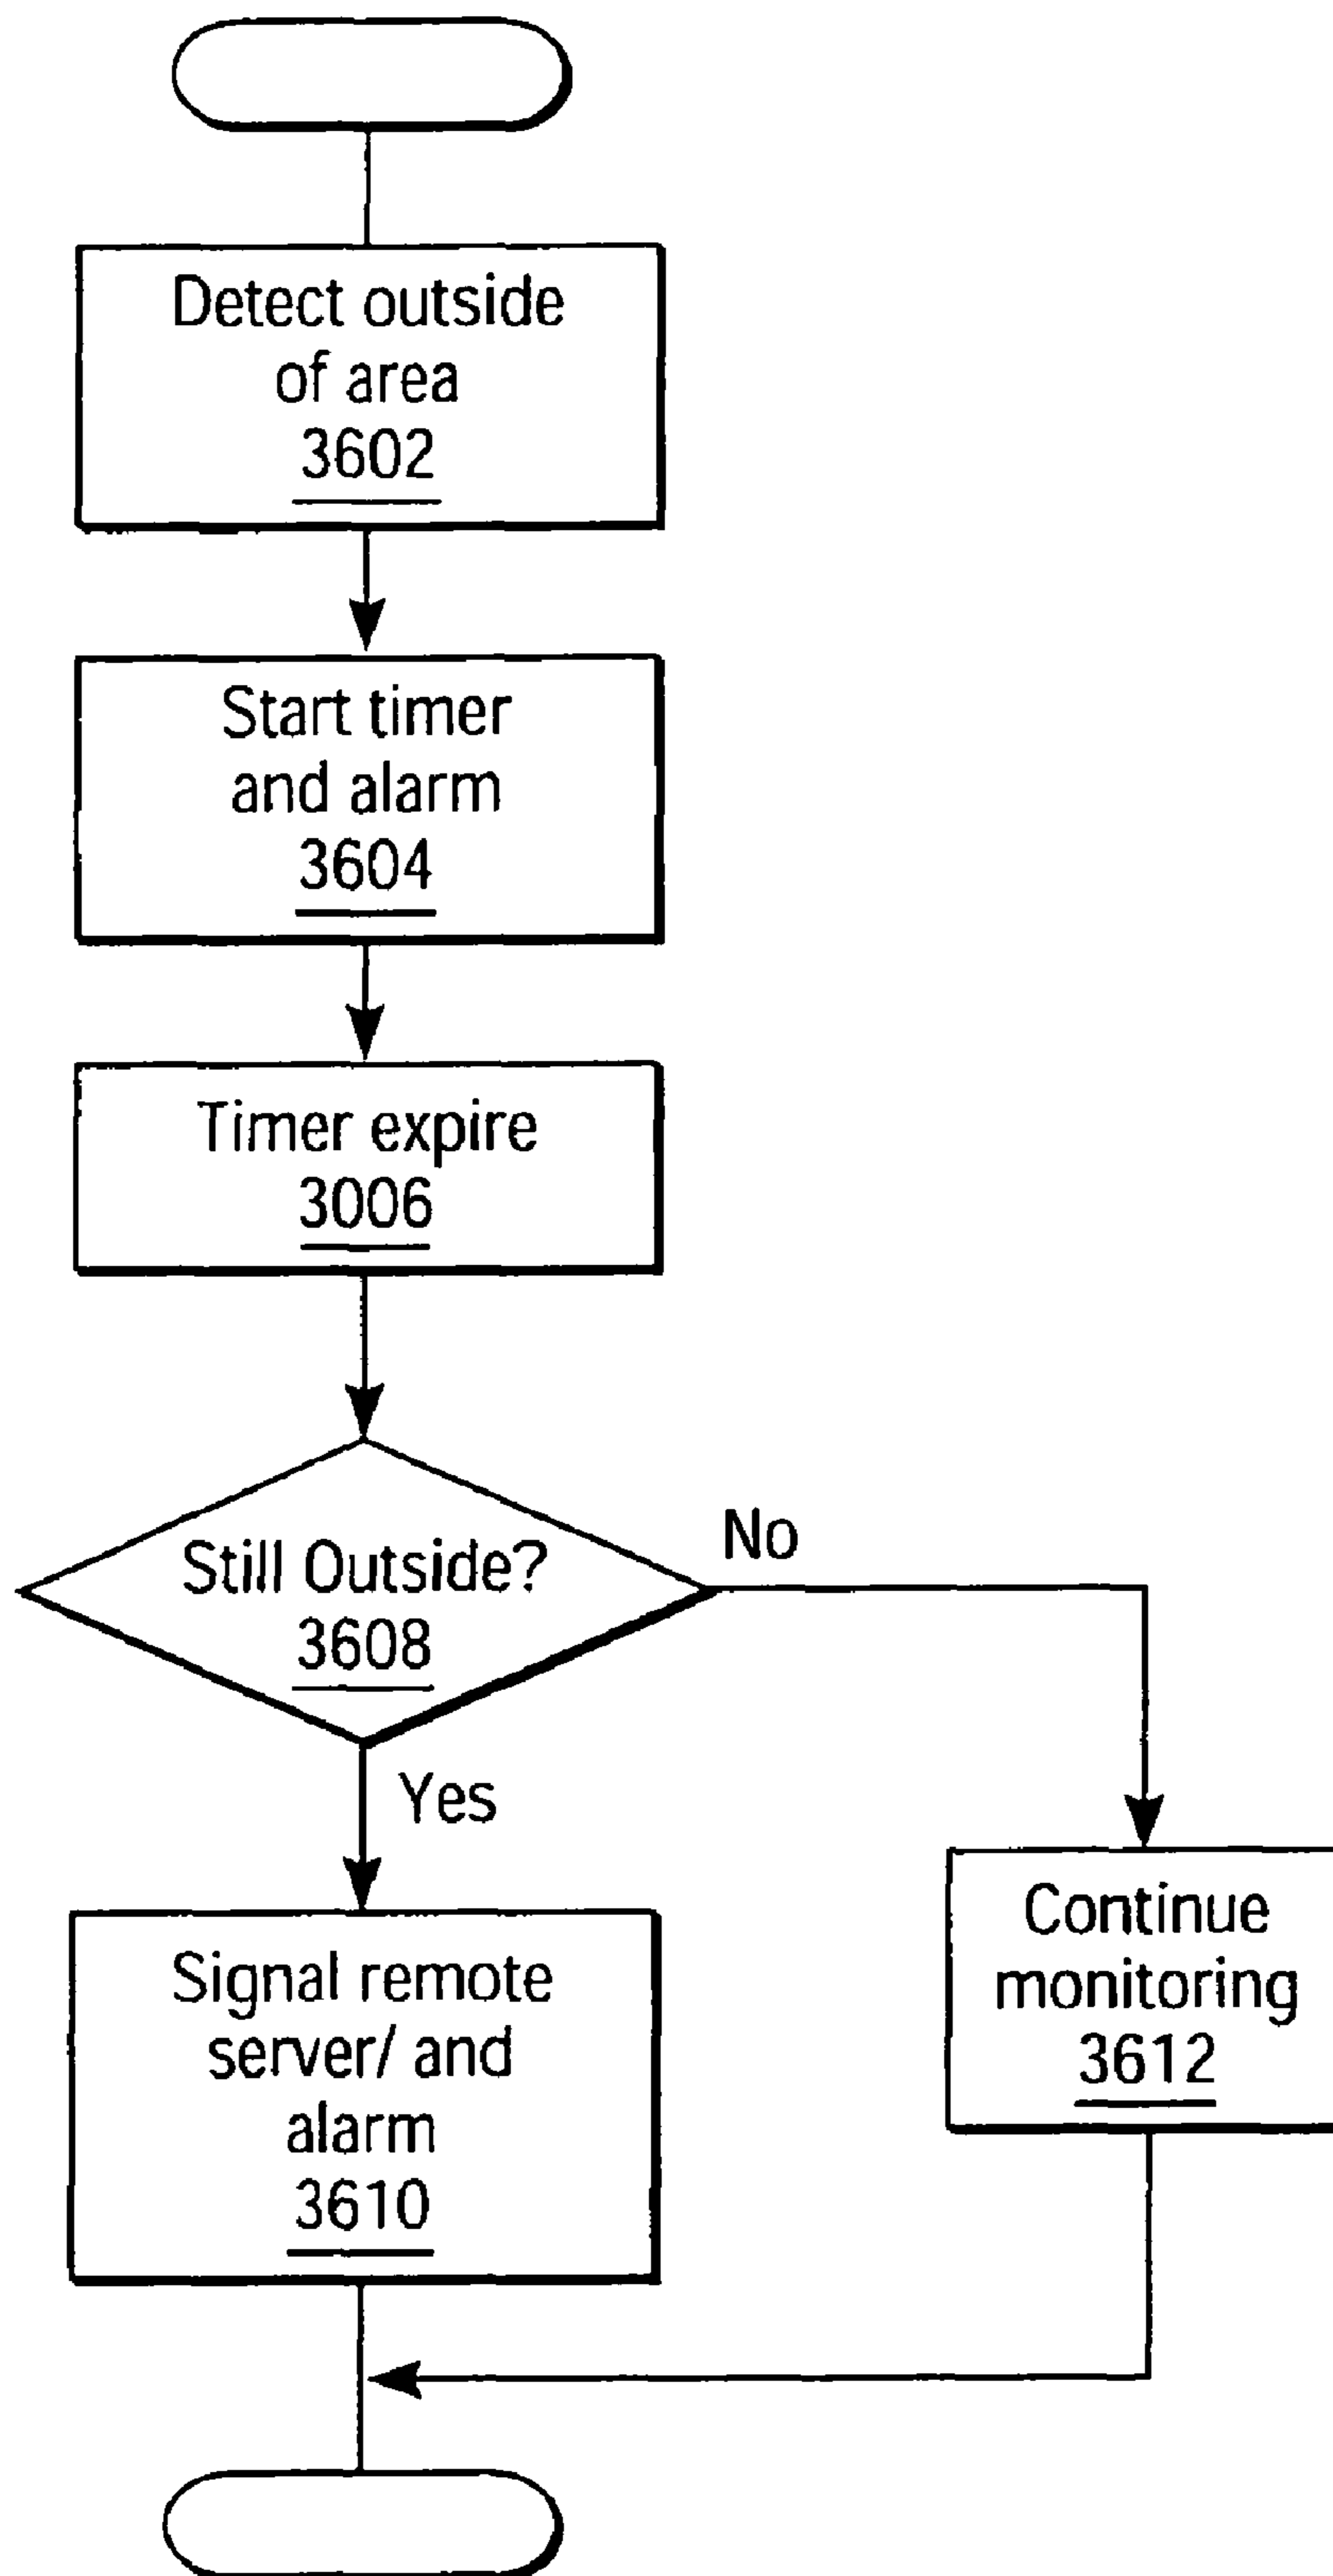 Detect outside
of area
3602
Start timer
and alarm
3604
Timer expire
3006
Still Outside?
3608
No
Yes
Signal remote
server/ and
alarm
3610
Continue
monitoring
3612